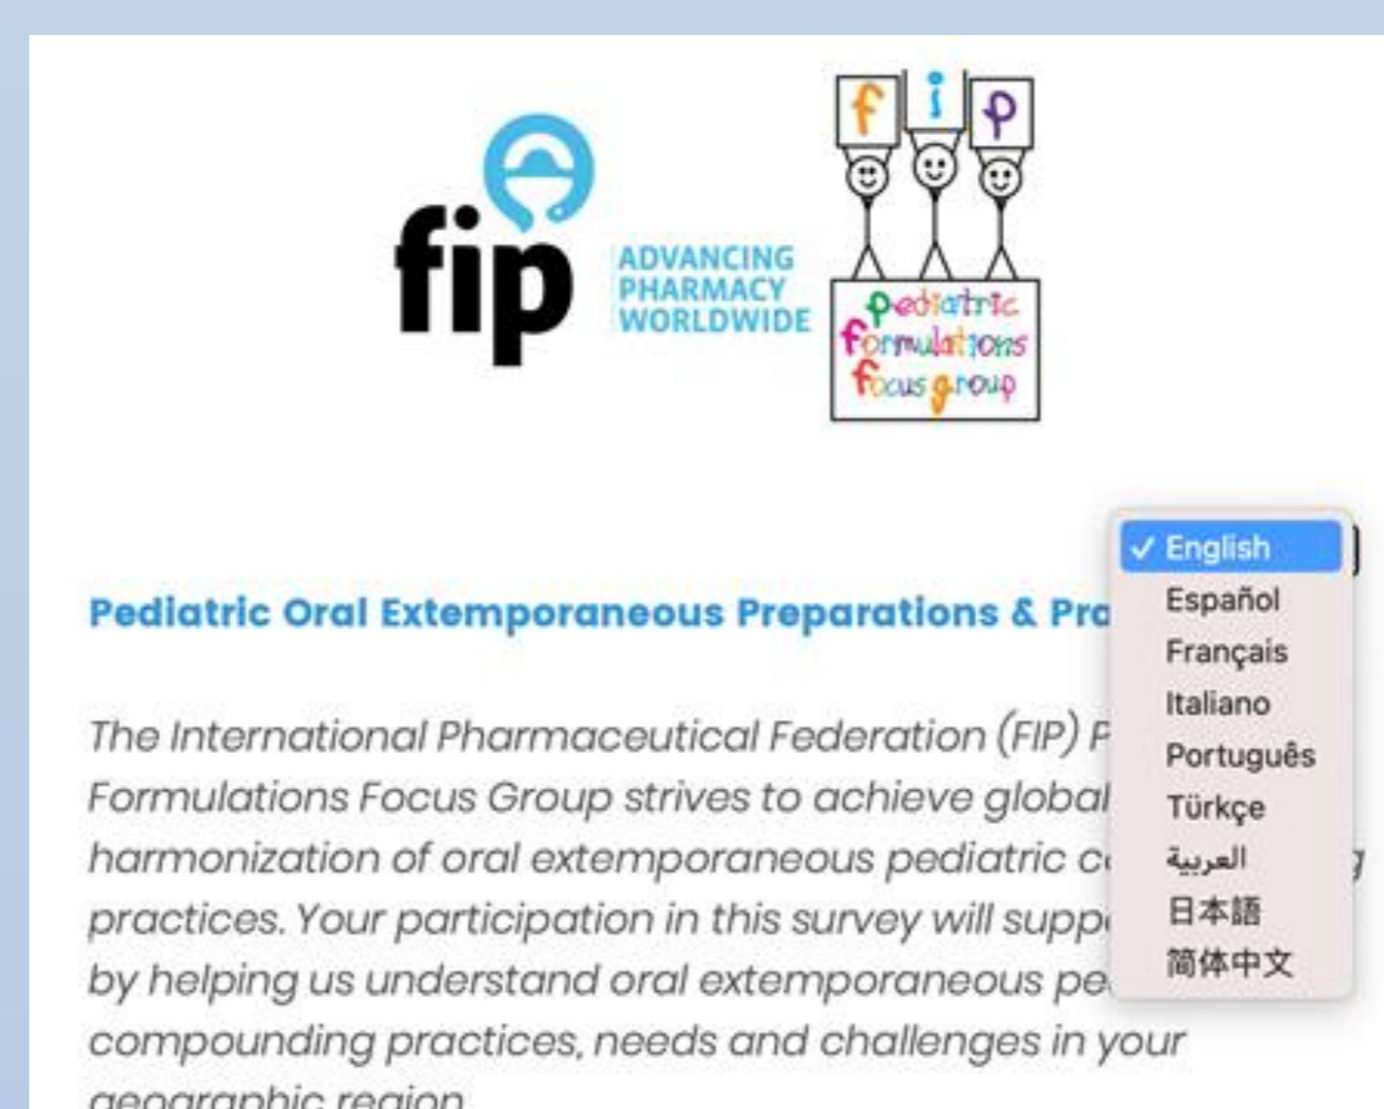 f i p
fip
ADVANCING
PHARMACY
WORLDWIDE
pediatric
formulations
focus group
✓ English
Español
Français
Italiano
Português
Türkçe
العربية
日本語
简体中文
Pediatric Oral Extemporaneous Preparations &
The International Pharmaceutical Federation (FIP)
Formulations Focus Group strives to achieve global
harmonization of oral extemporaneous pediatric
practices. Your participation in this survey will
by helping us understand oral extemporaneous
compounding practices, needs and challenges in your
geographic region